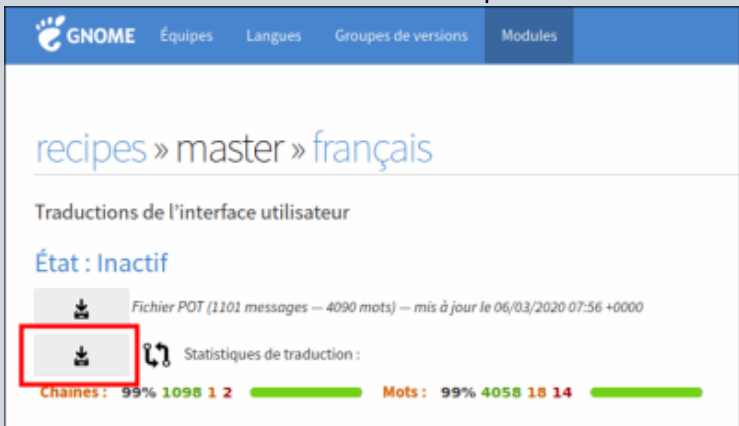 GNOME Équipes Langues Groupes de versions Modules
recipes » master » français
Traductions de l’interface utilisateur
État : Inactif
Fichier POT (1101 messages — 4090 mots) — mis à jour le 06/03/2020 07:56 +0000
Statistiques de traduction :
Chaînes : 99% 1098 1 2 Mots : 99% 4058 18 14